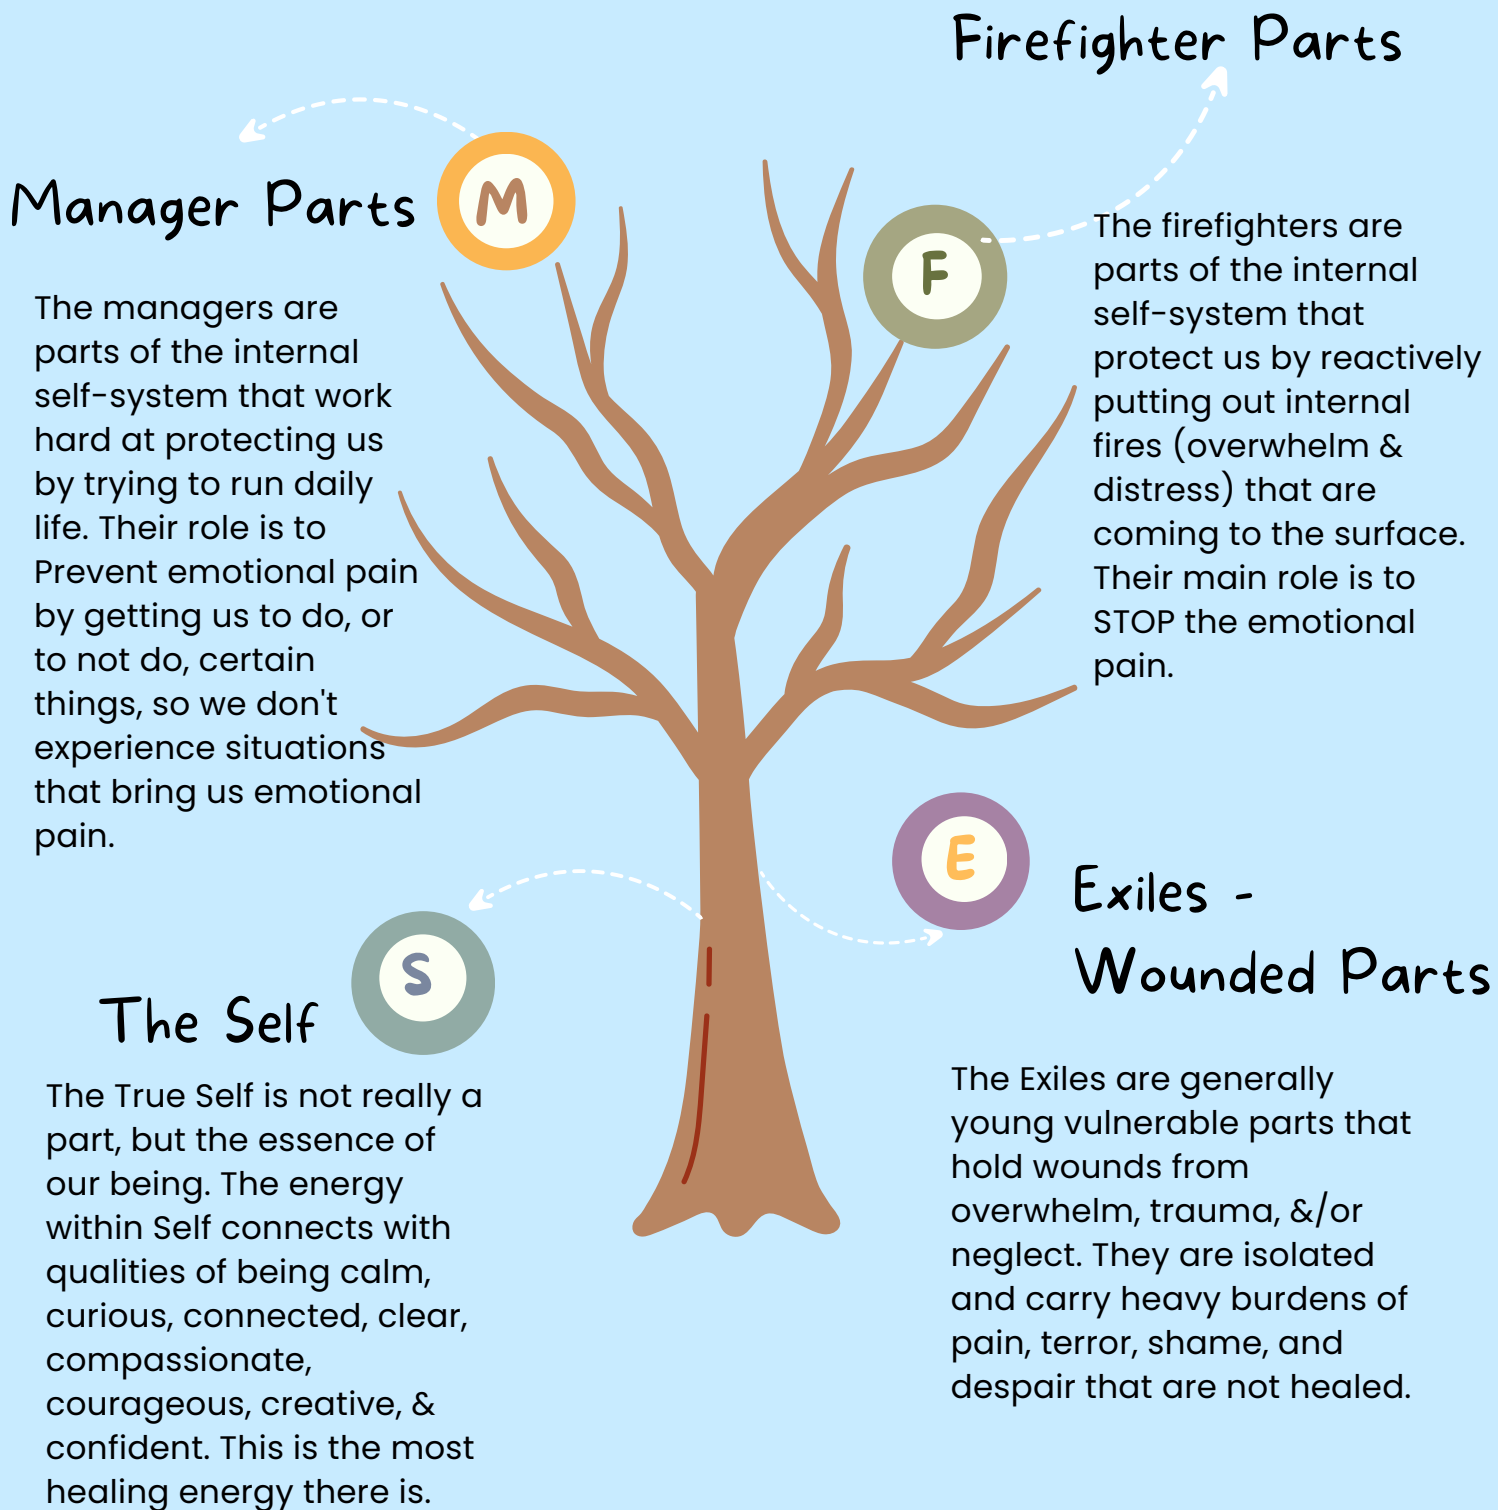 Firefighter Parts
Manager Parts
M
The managers are
parts of the internal
self-system that work
hard at protecting us
by trying to run daily
life. Their role is to
Prevent emotional pain
by getting us to do, or
to not do, certain
things, so we don't
experience situations
that bring us emotional
pain.
F
The firefighters are
parts of the internal
self-system that
protect us by reactively
putting out internal
fires (overwhelm &
distress) that are
coming to the surface.
Their main role is to
STOP the emotional
pain.
S
The Self
The True Self is not really a
part, but the essence of
our being. The energy
within Self connects with
qualities of being calm,
curious, connected, clear,
compassionate,
courageous, creative, &
confident. This is the most
healing energy there is.
E
Exiles -
Wounded Parts
The Exiles are generally
young vulnerable parts that
hold wounds from
overwhelm, trauma, &/or
neglect. They are isolated
and carry heavy burdens of
pain, terror, shame, and
despair that are not healed.